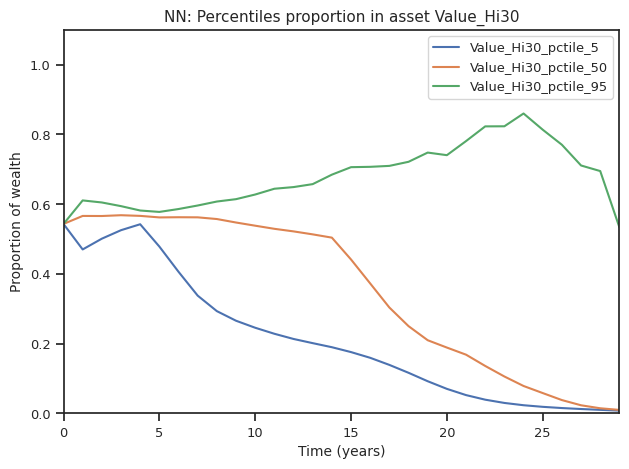 NN: Percentiles proportion in asset Value_Hi30
Value_Hi30_pctile_5
Value_Hi30_pctile_50
Value_Hi30_pctile_95
Proportion of wealth
1.0
0.8
0.6
0.4
0.2
0.0
0 5 10 15 20 25
Time (years)